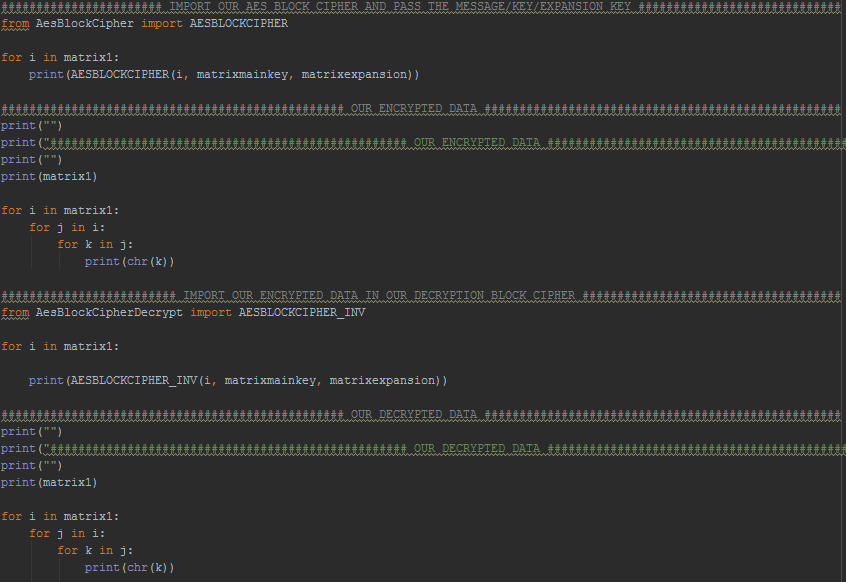 ####################### IMPORT OUR AES BLOCK CIPHER AND PASS THE MESSAGE/KEY/EXPANSION KEY #############################
from AesBlockCipher import AESBLOCKCIPHER
for i in matrix1:
print(AESBLOCKCIPHER(i, matrixmainkey, matrixexpansion))
################################################# OUR ENCRYPTED DATA ###################################################
print("")
print("################################################### OUR ENCRYPTED DATA ###########################################
print("")
print(matrix1)
for i in matrix1:
for j in i:
for k in j:
print(chr(k))
######################### IMPORT OUR ENCRYPTED DATA IN OUR DECRYPTION BLOCK CIPHER #####################################
from AesBlockCipherDecrypt import AESBLOCKCIPHER_INV
for i in matrix1:
print(AESBLOCKCIPHER_INV(i, matrixmainkey, matrixexpansion))
################################################# OUR DECRYPTED DATA ###################################################
print("")
print("################################################### OUR DECRYPTED DATA ###########################################
print("")
print(matrix1)
for i in matrix1:
for j in i:
for k in j:
print(chr(k))